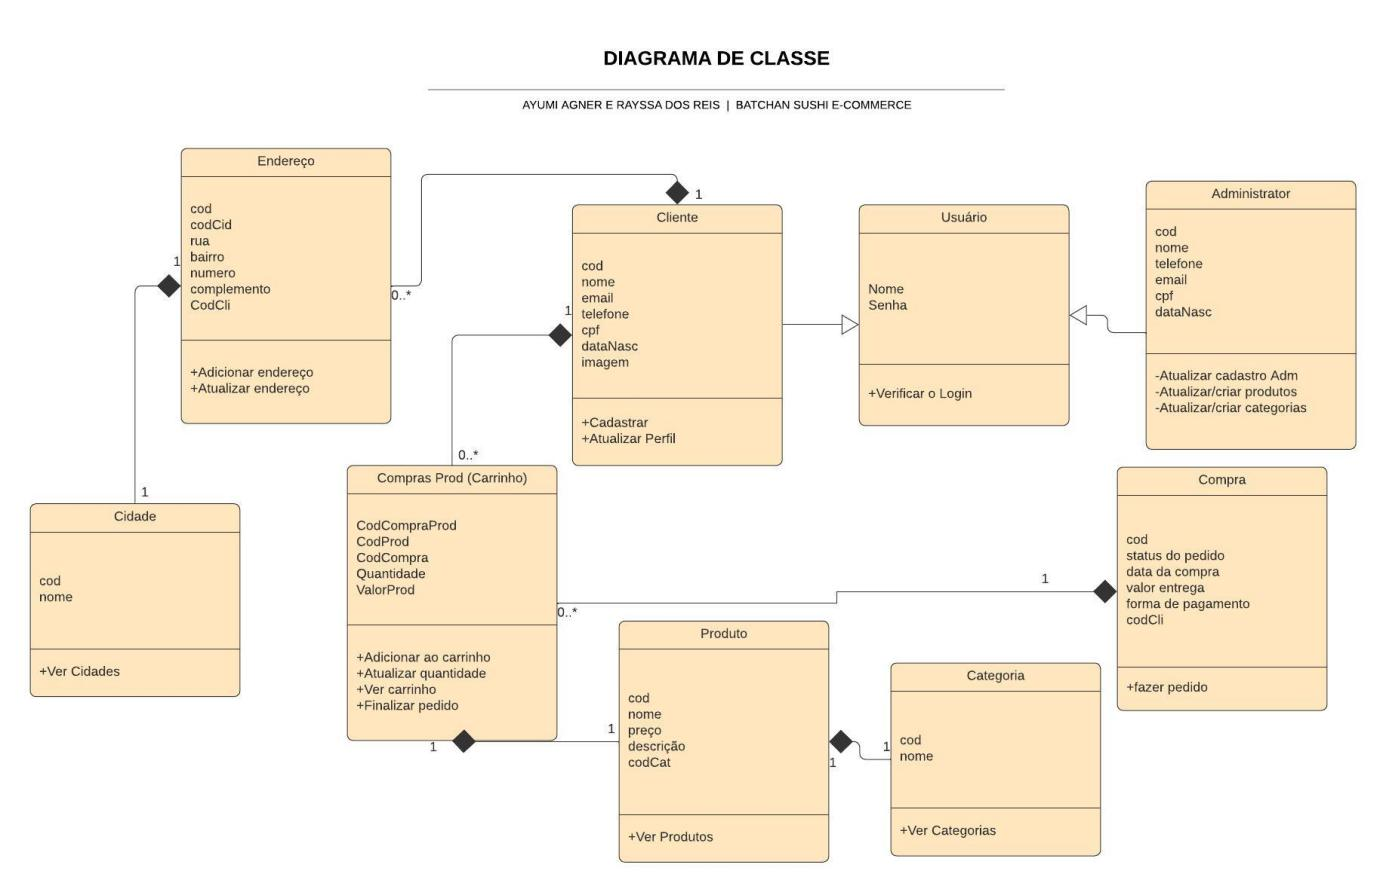 DIAGRAMA DE CLASSE
AYUMI AGNER E RAYSSA DOS REIS | BATCHAN SUSHI E-COMMERCE
Endereço
cod
codCid
rua
bairro
numero
complemento
CodCli
+Adicionar endereço
+Atualizar endereço
1
0..*
1
Cliente
cod
nome
email
telefone
cpf
dataNasc
imagem
+Cadastrar
+Atualizar Perfil
1
0..*
Usuário
Nome
Senha
+Verificar o Login
Administrator
cod
nome
telefone
email
cpf
dataNasc
-Atualizar cadastro Adm
-Atualizar/criar produtos
-Atualizar/criar categorias
1
Cidade
cod
nome
+Ver Cidades
Compras Prod (Carrinho)
CodCompraProd
CodProd
CodCompra
Quantidade
ValorProd
+Adicionar ao carrinho
+Atualizar quantidade
+Ver carrinho
+Finalizar pedido
0..*
1
1
1
Compra
cod
status do pedido
data da compra
valor entrega
forma de pagamento
codCli
+fazer pedido
Produto
cod
nome
preço
descrição
codCat
+Ver Produtos
1
1
Categoria
cod
nome
+Ver Categorias